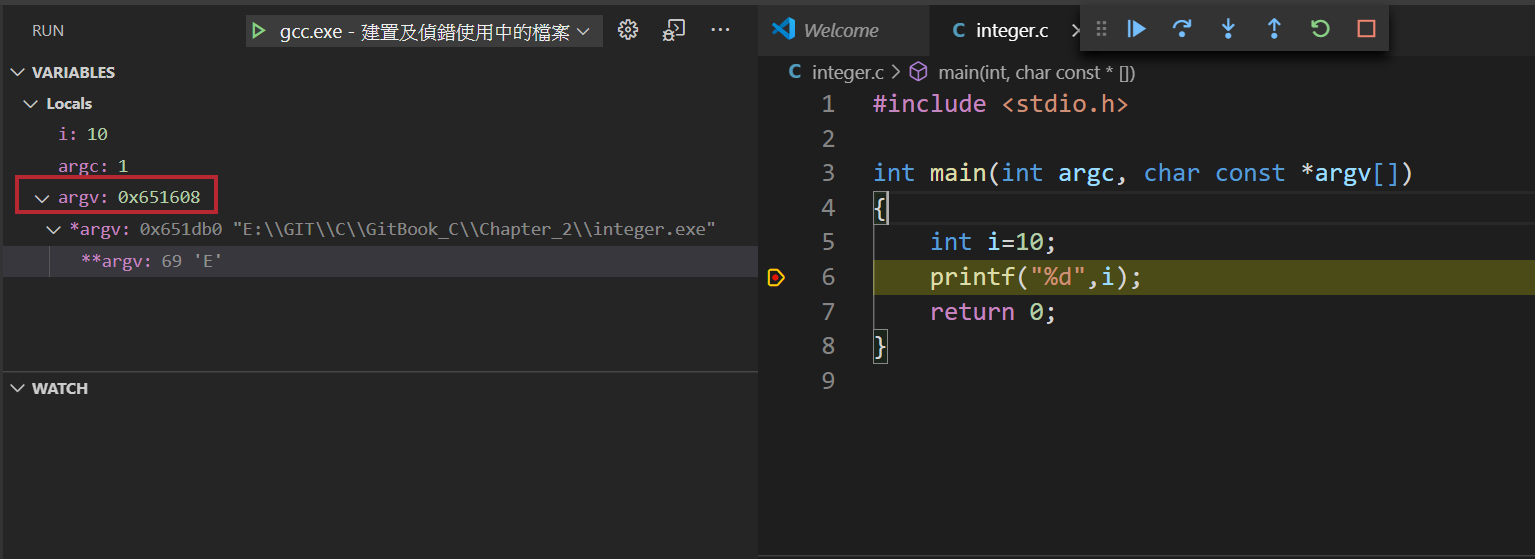 RUN
gcc.exe - 建置及偵錯使用中的檔案
···
VARIABLES
Locals
i: 10
argc: 1
argv: 0x651608
*argv: 0x651db0 "E:\\GIT\\C\\GitBook_C\\Chapter_2\\integer.exe"
**argv: 69 'E'
WATCH
Welcome
C integer.c
C integer.c > main(int, char const * [])
1 #include <stdio.h>
2
3 int main(int argc, char const *argv[])
4 {
5 int i=10;
6 printf("%d",i);
7 return 0;
8 }
9